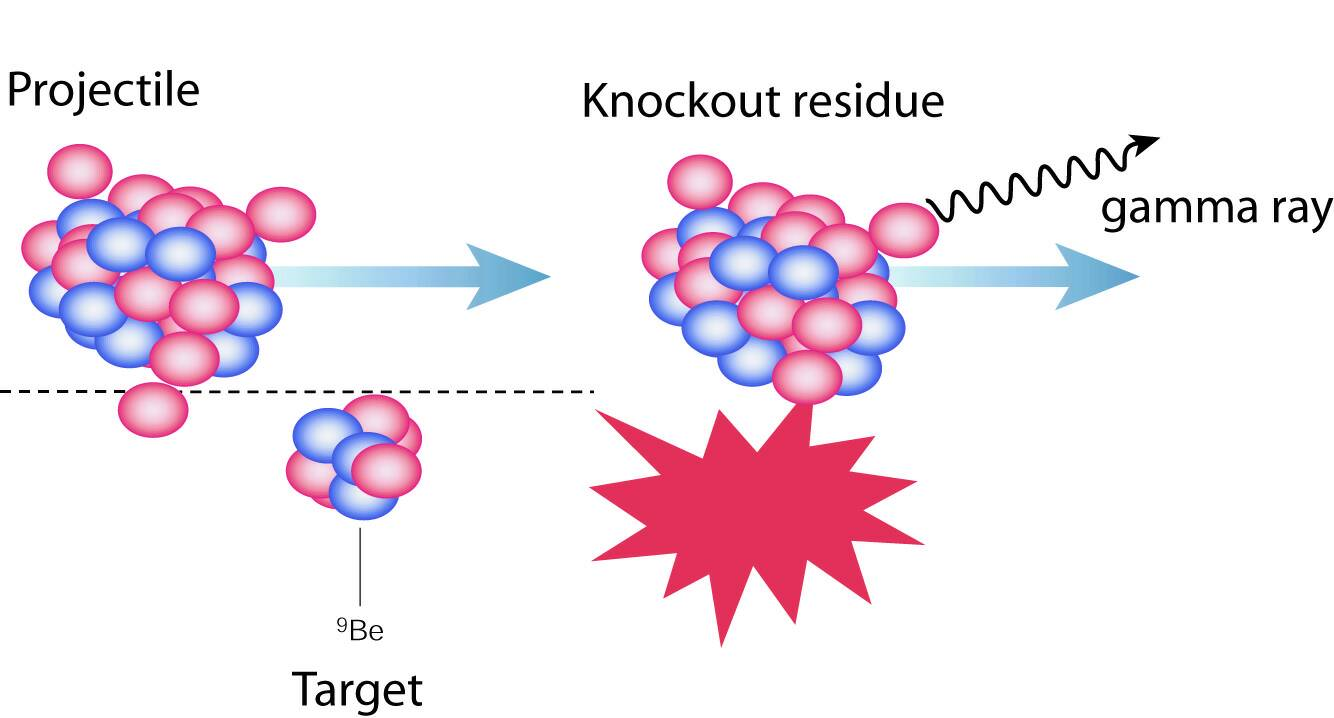 Projectile
Knockout residue
gamma ray
⁹Be
Target